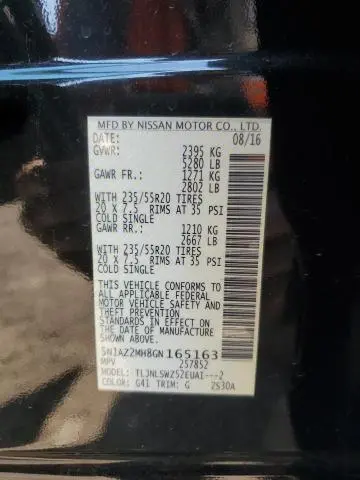 MFD BY NISSAN MOTOR CO., LTD.
DATE: 08/16
GVWR: 2395 KG
5280 LB
GAWR FR.: 1271 KG
2802 LB
WITH 235/55R20 TIRES
20 X 7.5 RIMS AT 35 PSI
COLD SINGLE
GAWR RR.: 1210 KG
2667 LB
WITH 235/55R20 TIRES
20 X 7.5 RIMS AT 35 PSI
COLD SINGLE
THIS VEHICLE CONFORMS TO
ALL APPLICABLE FEDERAL
MOTOR VEHICLE SAFETY
AND THEFT PREVENTION
STANDARDS IN EFFECT ON
THE DATE OF MANUFACTURE
SHOWN ABOVE.
5N1AZ2MH8GN165163
MPV 257852
MODEL: TLJNLSWZ52EUAI---2
COLOR: G41 TRIM: G 2S30A